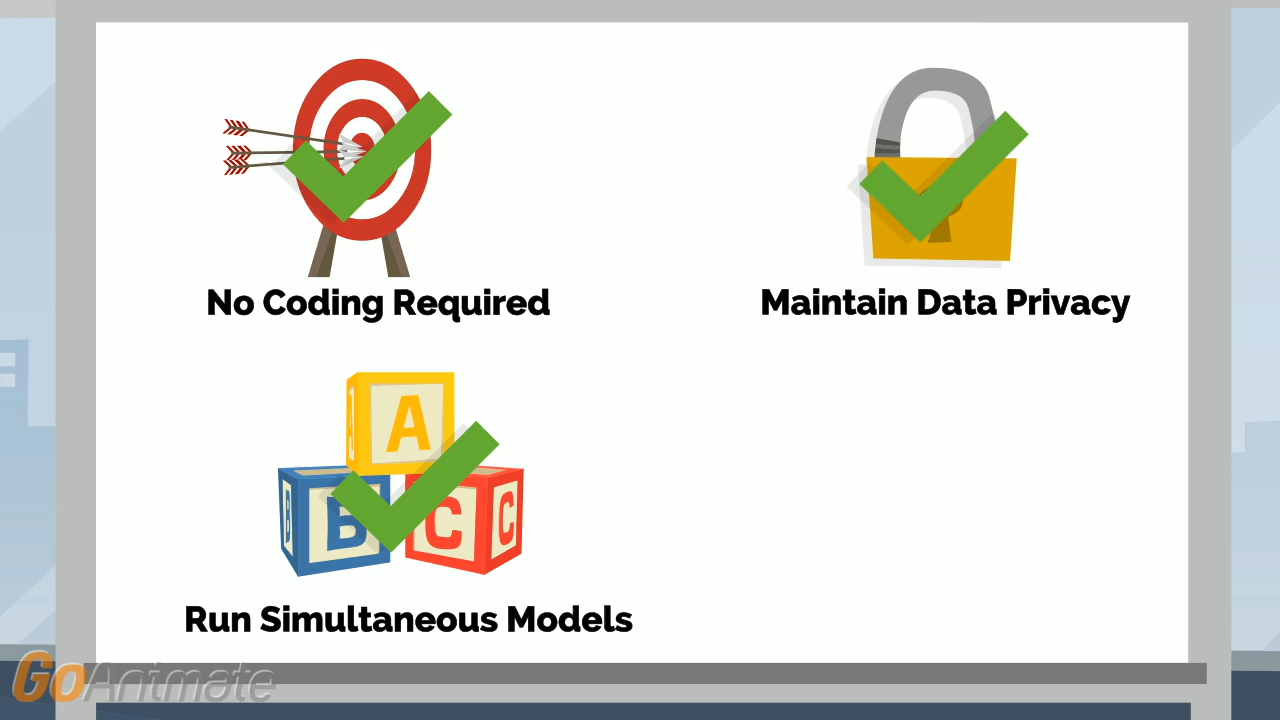 No Coding Required
Maintain Data Privacy
A
B B
C C
Run Simultaneous Models
GoAnimate